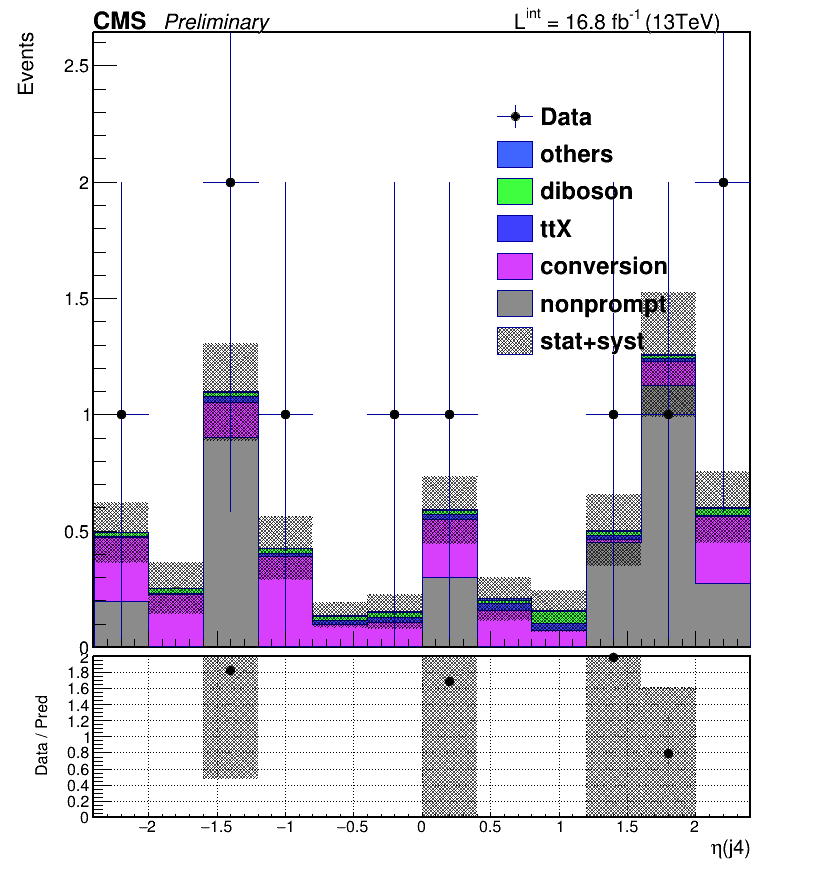 CMS Preliminary L^int = 16.8 fb^-1 (13TeV)
Events
2.5
2
1.5
1
0.5
0
Data
others
diboson
ttX
conversion
nonprompt
stat+syst
Data / Pred
2
1.8
1.6
1.4
1.2
1
0.8
0.6
0.4
0.2
0
−2 −1.5 −1 −0.5 0 0.5 1 1.5 2
η(j4)